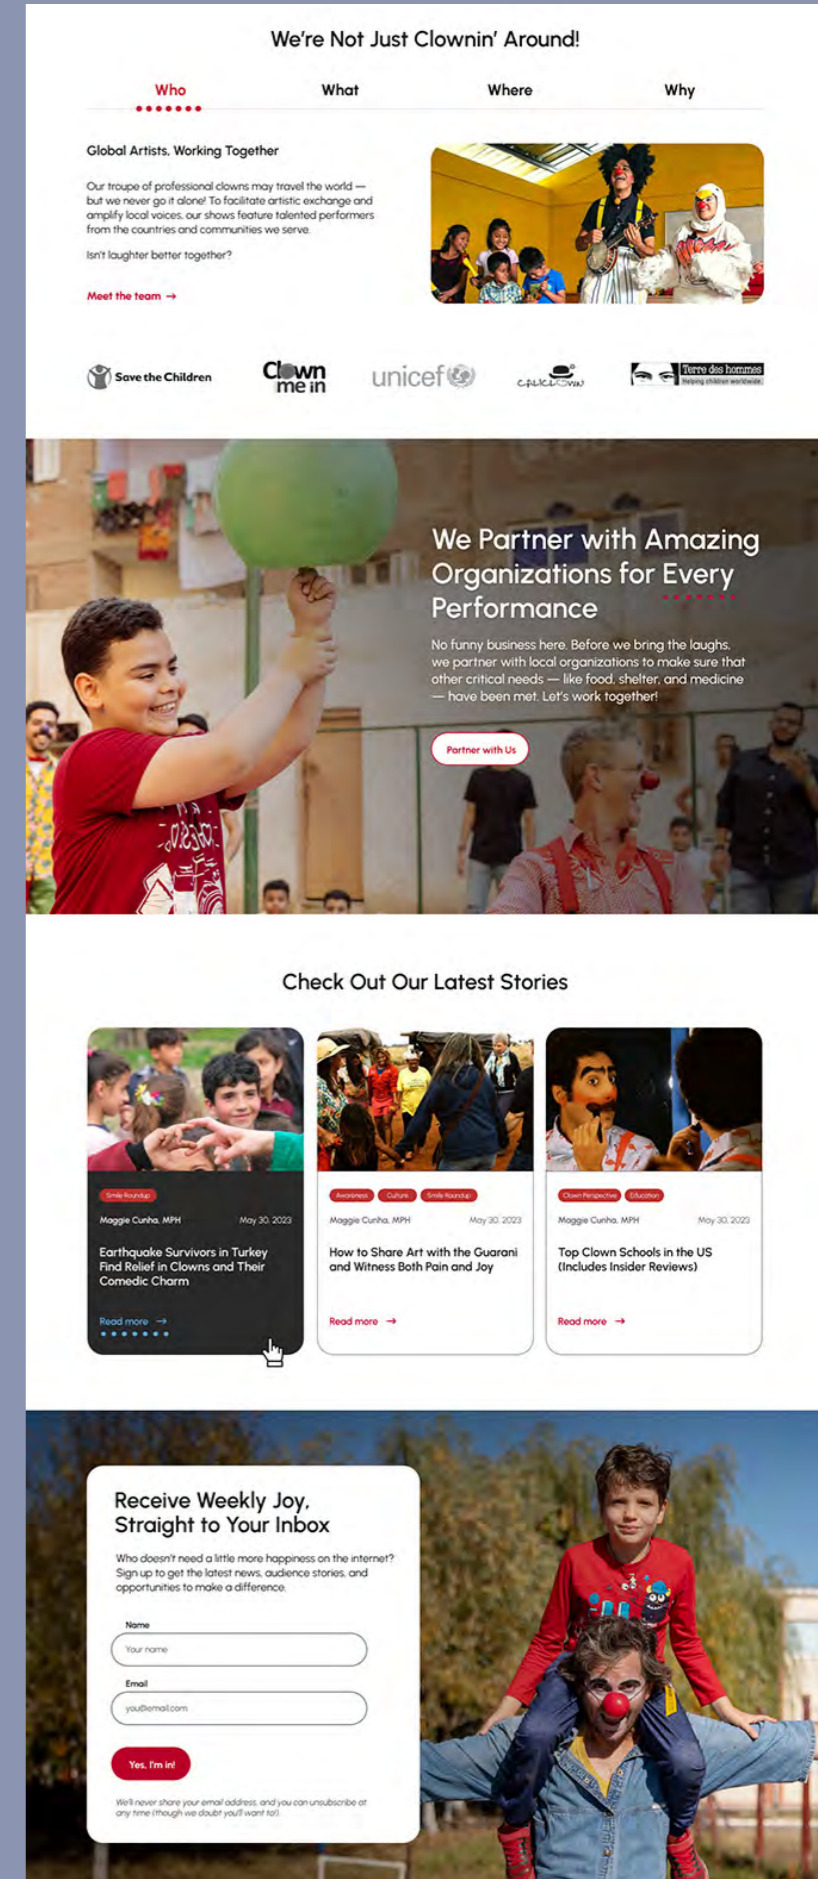 We're Not Just Clownin' Around!
Who
What
Where
Why
Global Artists, Working Together
Our troupe of professional clowns may travel the world —
but we never go it alone! To facilitate artistic exchange and
amplify local voices, our shows feature talented performers
from the countries and communities we serve.
Isn't laughter better together?
Meet the team →
Save the Children
Clown
me in
unicef
CALICLOWN
Terre des hommes
Helping children worldwide.
We Partner with Amazing
Organizations for Every
Performance
No funny business here. Before we bring the laughs,
we partner with local organizations to make sure that
other critical needs — like food, shelter, and medicine
— have been met. Let's work together!
Partner with Us
Check Out Our Latest Stories
Smile Roundup
Maggie Cunha, MPH
May 30, 2023
Earthquake Survivors in Turkey
Find Relief in Clowns and Their
Comedic Charm
Read more →
Awareness
Culture
Smile Roundup
Maggie Cunha, MPH
May 30, 2023
How to Share Art with the Guarani
and Witness Both Pain and Joy
Read more →
Clown Perspective
Education
Maggie Cunha, MPH
May 30, 2023
Top Clown Schools in the US
(Includes Insider Reviews)
Read more →
Receive Weekly Joy,
Straight to Your Inbox
Who doesn't need a little more happiness on the internet?
Sign up to get the latest news, audience stories, and
opportunities to make a difference.
Name
Your name
Email
you@email.com
Yes, I'm in!
We'll never share your email address, and you can unsubscribe at
any time (though we doubt you'll want to!).